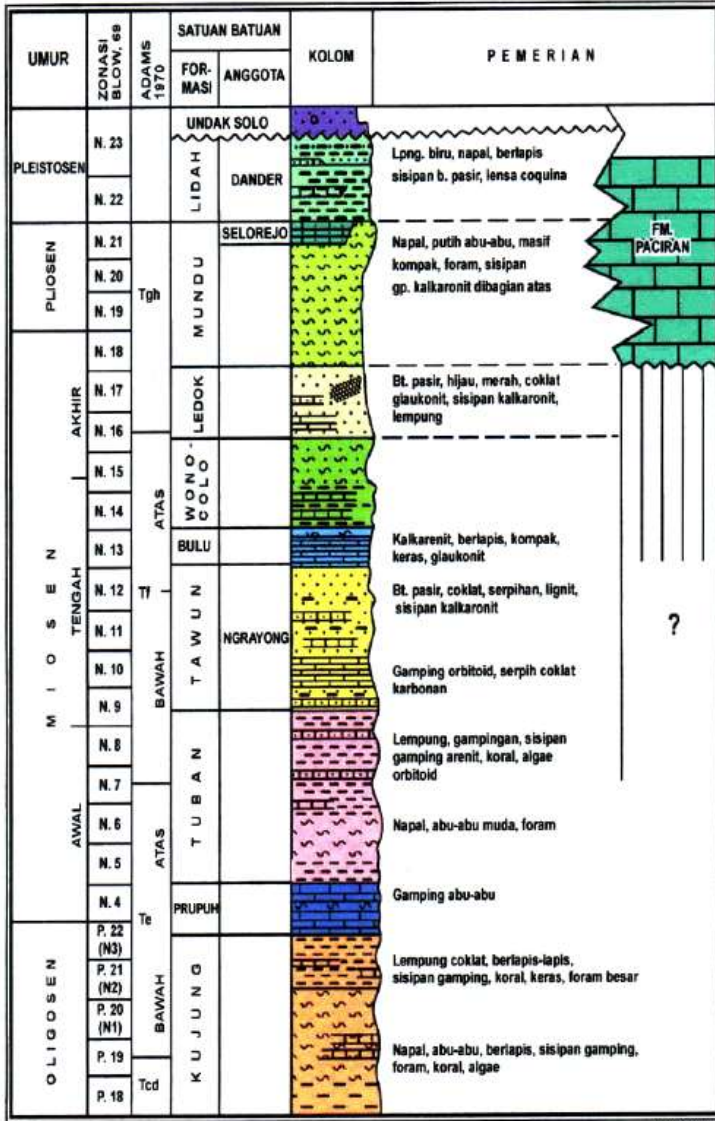 UMUR
ZONASI
BLOW, 69
ADAMS
1970
SATUAN BATUAN
FOR-
MASI
ANGGOTA
KOLOM
PEMERIAN
PLEISTOSEN
PLIOSEN
MIOSEN
AKHIR
TENGAH
AWAL
OLIGOSEN
N. 23
N. 22
N. 21
N. 20
N. 19
N. 18
N. 17
N. 16
N. 15
N. 14
N. 13
N. 12
N. 11
N. 10
N. 9
N. 8
N. 7
N. 6
N. 5
N. 4
P. 22
(N3)
P. 21
(N2)
P. 20
(N1)
P. 19
P. 18
Tgh
ATAS
Tf
BAWAH
ATAS
Te
BAWAH
Tcd
UNDAK SOLO
LIDAH
DANDER
SELOREJO
MUNDU
LEDOK
WONO-
COLO
BULU
TAWUN
NGRAYONG
TUBAN
PRUPUH
KUJUNG
Lpng. biru, napal, berlapis
sisipan b. pasir, lensa coquina
Napal, putih abu-abu, masif
kompak, foram, sisipan
gp. kalkaronit dibagian atas
Bt. pasir, hijau, merah, coklat
glaukonit, sisipan kalkaronit,
lempung
Kalkarenit, berlapis, kompak,
keras, glaukonit
Bt. pasir, coklat, serpihan, lignit,
sisipan kalkaronit
Gamping orbitoid, serpih coklat
karbonan
Lempung, gampingan, sisipan
gamping arenit, koral, algae
orbitoid
Napal, abu-abu muda, foram
Gamping abu-abu
Lempung coklat, berlapis-lapis,
sisipan gamping, koral, keras, foram besar
Napal, abu-abu, berlapis, sisipan gamping,
foram, koral, algae
FM.
PACIRAN
?